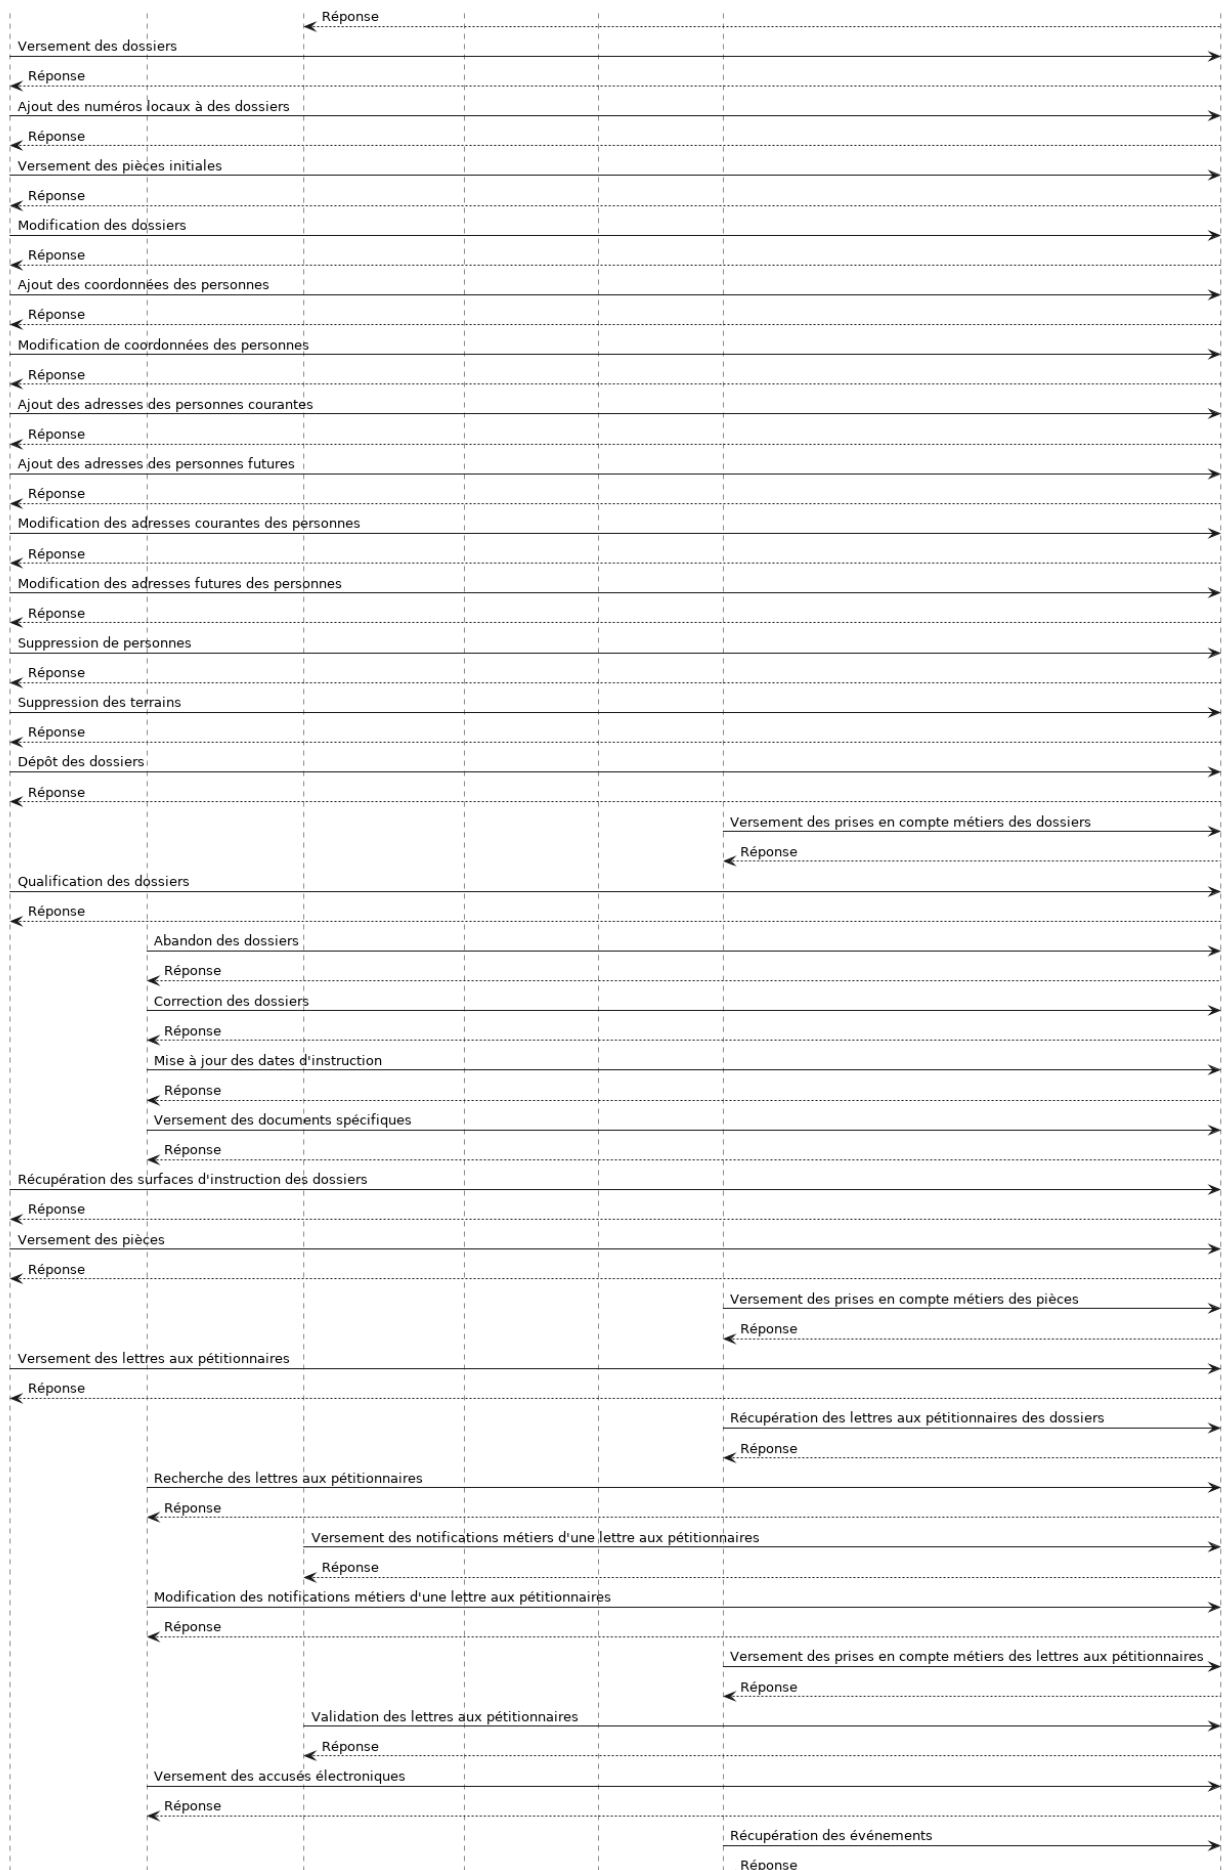 Réponse
Versement des dossiers
Réponse
Ajout des numéros locaux à des dossiers
Réponse
Versement des pièces initiales
Réponse
Modification des dossiers
Réponse
Ajout des coordonnées des personnes
Réponse
Modification de coordonnées des personnes
Réponse
Ajout des adresses des personnes courantes
Réponse
Ajout des adresses des personnes futures
Réponse
Modification des adresses courantes des personnes
Réponse
Modification des adresses futures des personnes
Réponse
Suppression de personnes
Réponse
Suppression des terrains
Réponse
Dépôt des dossiers
Réponse
Versement des prises en compte métiers des dossiers
Réponse
Qualification des dossiers
Réponse
Abandon des dossiers
Réponse
Correction des dossiers
Réponse
Mise à jour des dates d'instruction
Réponse
Versement des documents spécifiques
Réponse
Récupération des surfaces d'instruction des dossiers
Réponse
Versement des pièces
Réponse
Versement des prises en compte métiers des pièces
Réponse
Versement des lettres aux pétitionnaires
Réponse
Récupération des lettres aux pétitionnaires des dossiers
Réponse
Recherche des lettres aux pétitionnaires
Réponse
Versement des notifications métiers d'une lettre aux pétitionnaires
Réponse
Modification des notifications métiers d'une lettre aux pétitionnaires
Réponse
Versement des prises en compte métiers des lettres aux pétitionnaires
Réponse
Validation des lettres aux pétitionnaires
Réponse
Versement des accusés électroniques
Réponse
Récupération des événements
Réponse